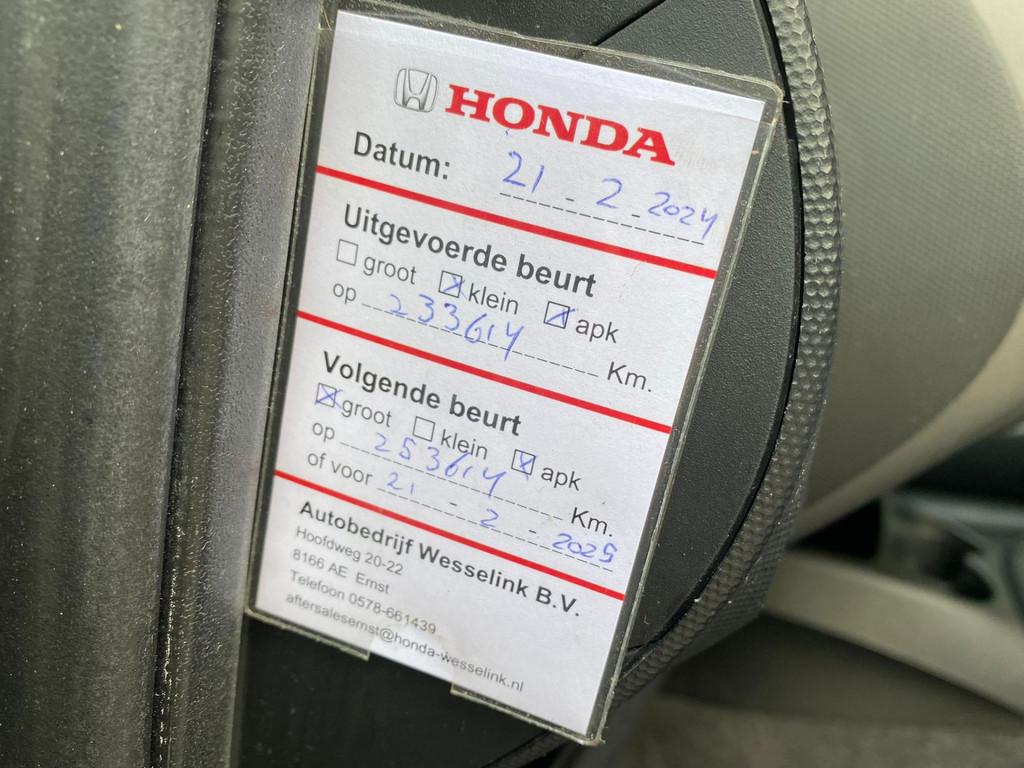 HONDA
Datum: 21 - 2 - 2024
Uitgevoerde beurt
groot klein apk
op 233614 Km.
Volgende beurt
groot klein apk
op 253614 Km.
of voor 21 - 2 - 2025
Autobedrijf Wesselink B.V.
Hoofdweg 20-22
8166 AE Emst
Telefoon 0578-661439
aftersalesemst@honda-wesselink.nl